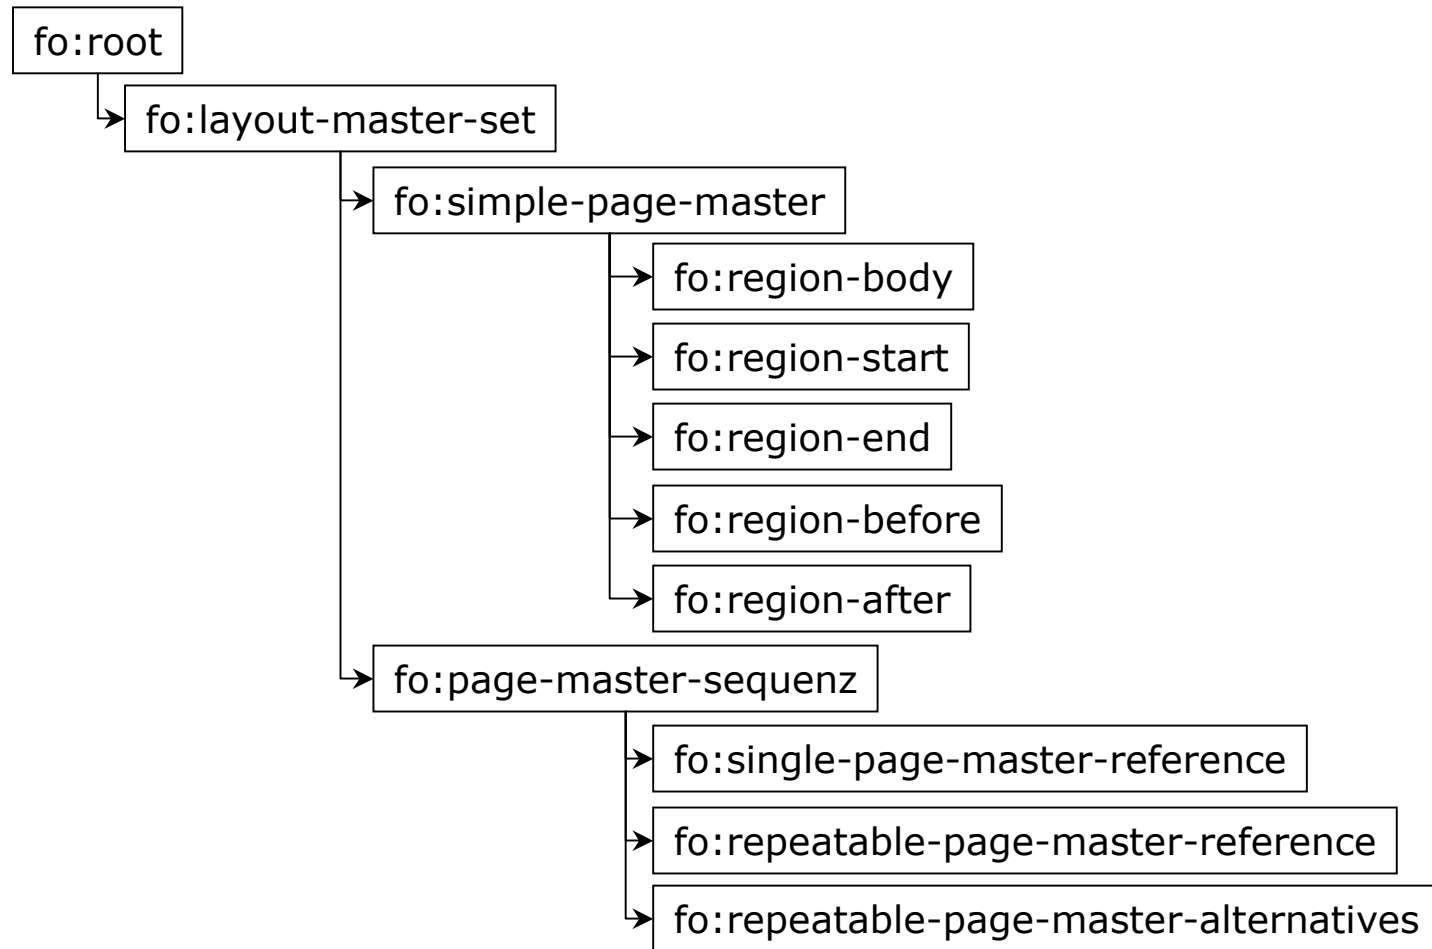 fo:root
fo:layout-master-set
fo:simple-page-master
fo:region-body
fo:region-start
fo:region-end
fo:region-before
fo:region-after
fo:page-master-sequenz
fo:single-page-master-reference
fo:repeatable-page-master-reference
fo:repeatable-page-master-alternatives